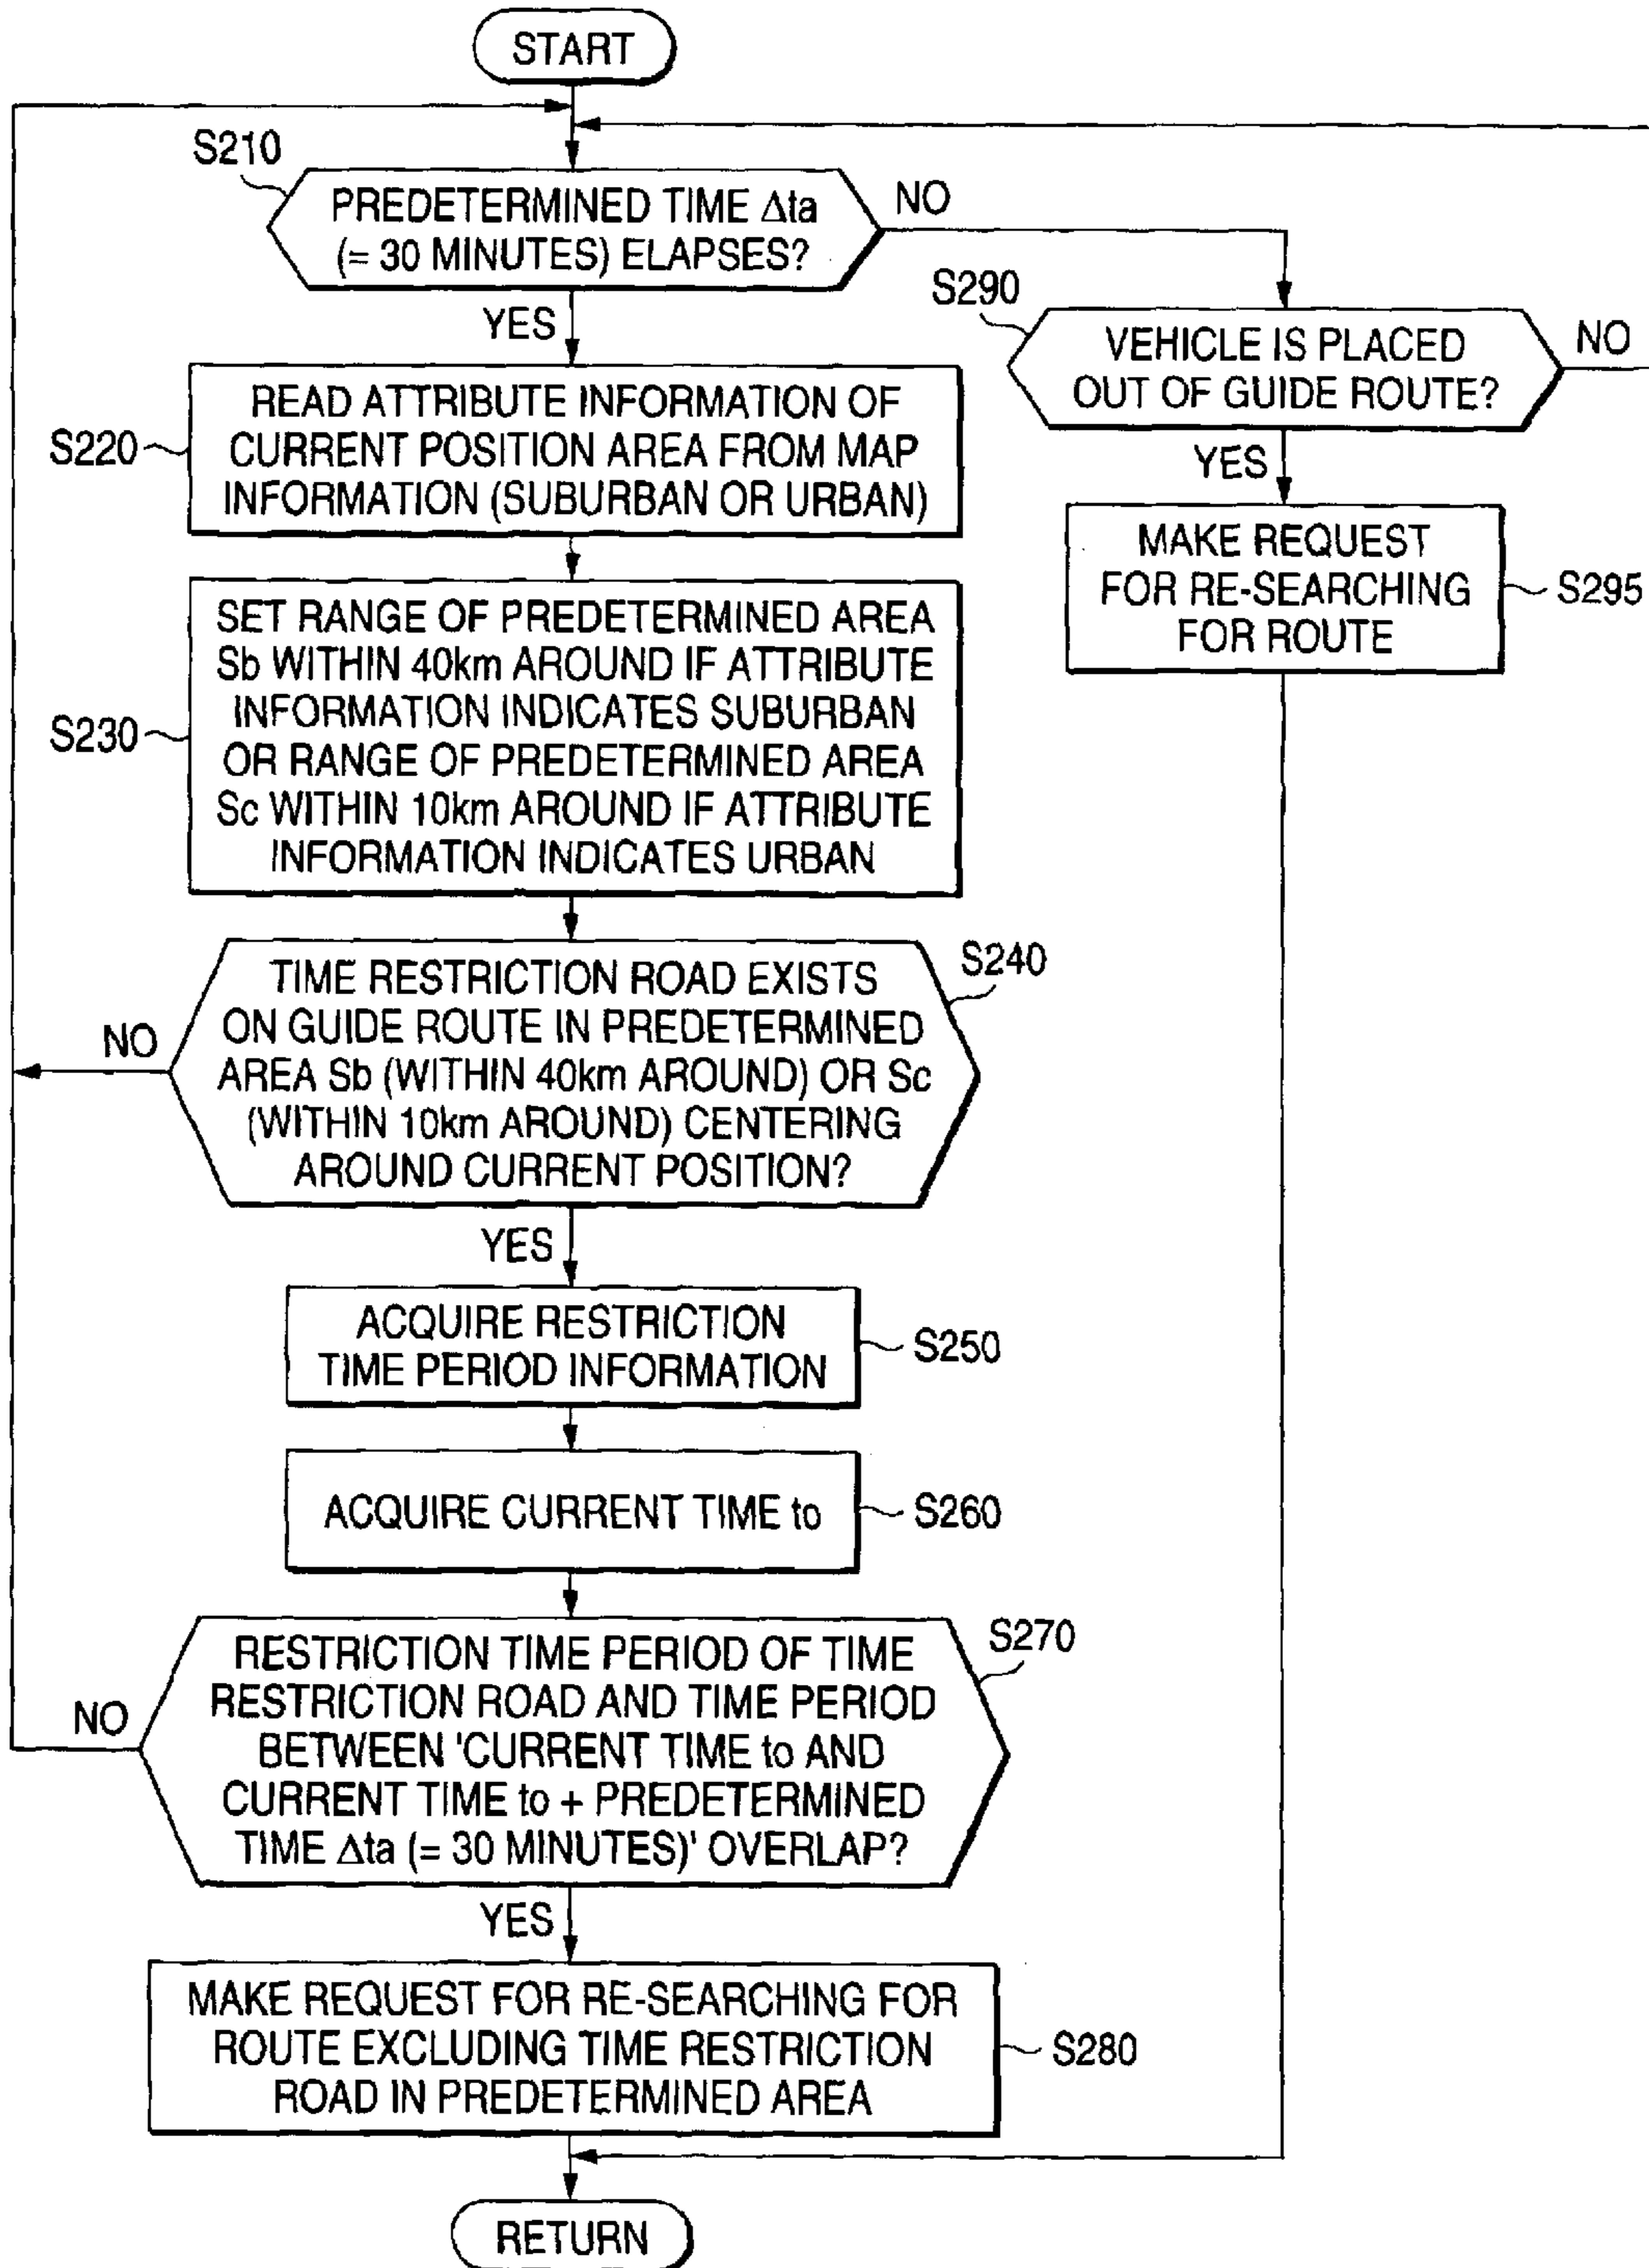 START
S210
PREDETERMINED TIME Δta
(= 30 MINUTES) ELAPSES?
NO
YES
S290
VEHICLE IS PLACED
OUT OF GUIDE ROUTE?
NO
YES
S220
READ ATTRIBUTE INFORMATION OF
CURRENT POSITION AREA FROM MAP
INFORMATION (SUBURBAN OR URBAN)
MAKE REQUEST
FOR RE-SEARCHING
FOR ROUTE
S295
S230
SET RANGE OF PREDETERMINED AREA
Sb WITHIN 40km AROUND IF ATTRIBUTE
INFORMATION INDICATES SUBURBAN
OR RANGE OF PREDETERMINED AREA
Sc WITHIN 10km AROUND IF ATTRIBUTE
INFORMATION INDICATES URBAN
S240
TIME RESTRICTION ROAD EXISTS
ON GUIDE ROUTE IN PREDETERMINED
AREA Sb (WITHIN 40km AROUND) OR Sc
(WITHIN 10km AROUND) CENTERING
AROUND CURRENT POSITION?
NO
YES
ACQUIRE RESTRICTION
TIME PERIOD INFORMATION
S250
ACQUIRE CURRENT TIME to
S260
S270
RESTRICTION TIME PERIOD OF TIME
RESTRICTION ROAD AND TIME PERIOD
BETWEEN 'CURRENT TIME to AND
CURRENT TIME to + PREDETERMINED
TIME Δta (= 30 MINUTES)' OVERLAP?
NO
YES
MAKE REQUEST FOR RE-SEARCHING FOR
ROUTE EXCLUDING TIME RESTRICTION
ROAD IN PREDETERMINED AREA
S280
RETURN